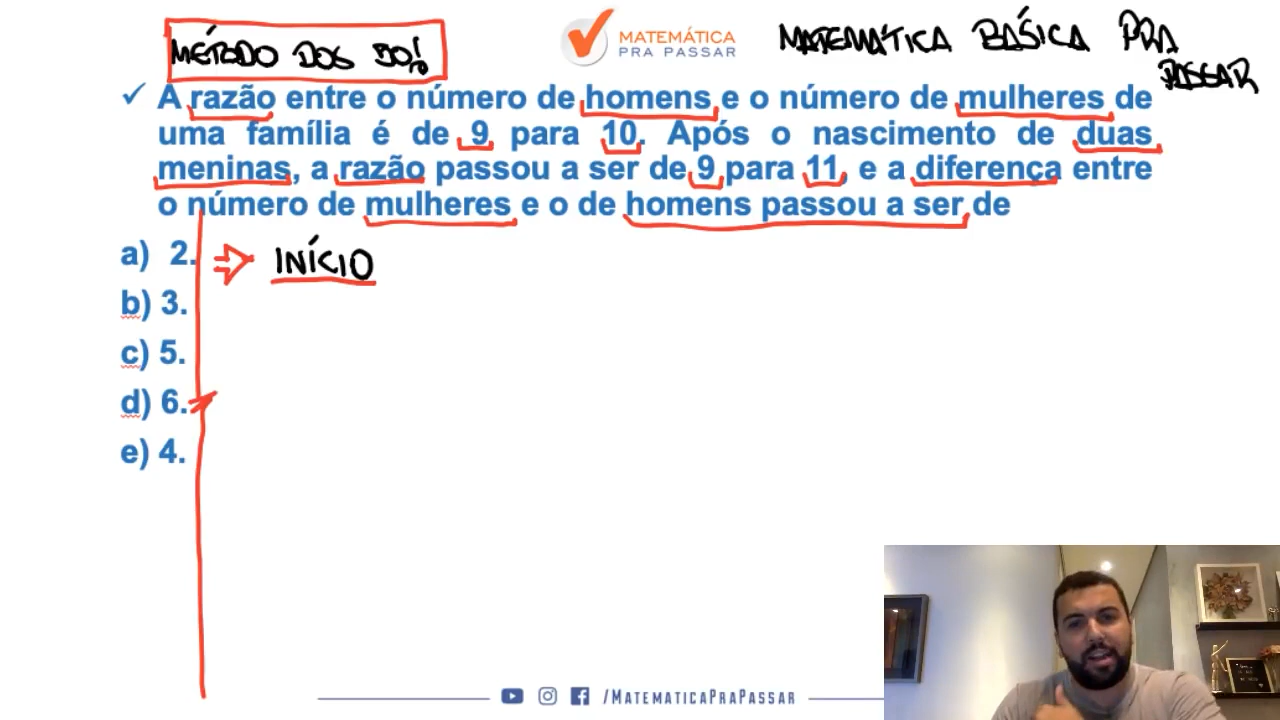 MÉTODO DOS 50!
MATEMÁTICA
PRA PASSAR
MATEMÁTICA BÁSICA PRA
PASSAR
✓ A razão entre o número de homens e o número de mulheres de
uma família é de 9 para 10. Após o nascimento de duas
meninas, a razão passou a ser de 9 para 11, e a diferença entre
o número de mulheres e o de homens passou a ser de
a) 2.
INÍCIO
b) 3.
c) 5.
d) 6.
e) 4.
/MATEMATICAPRAPASSAR